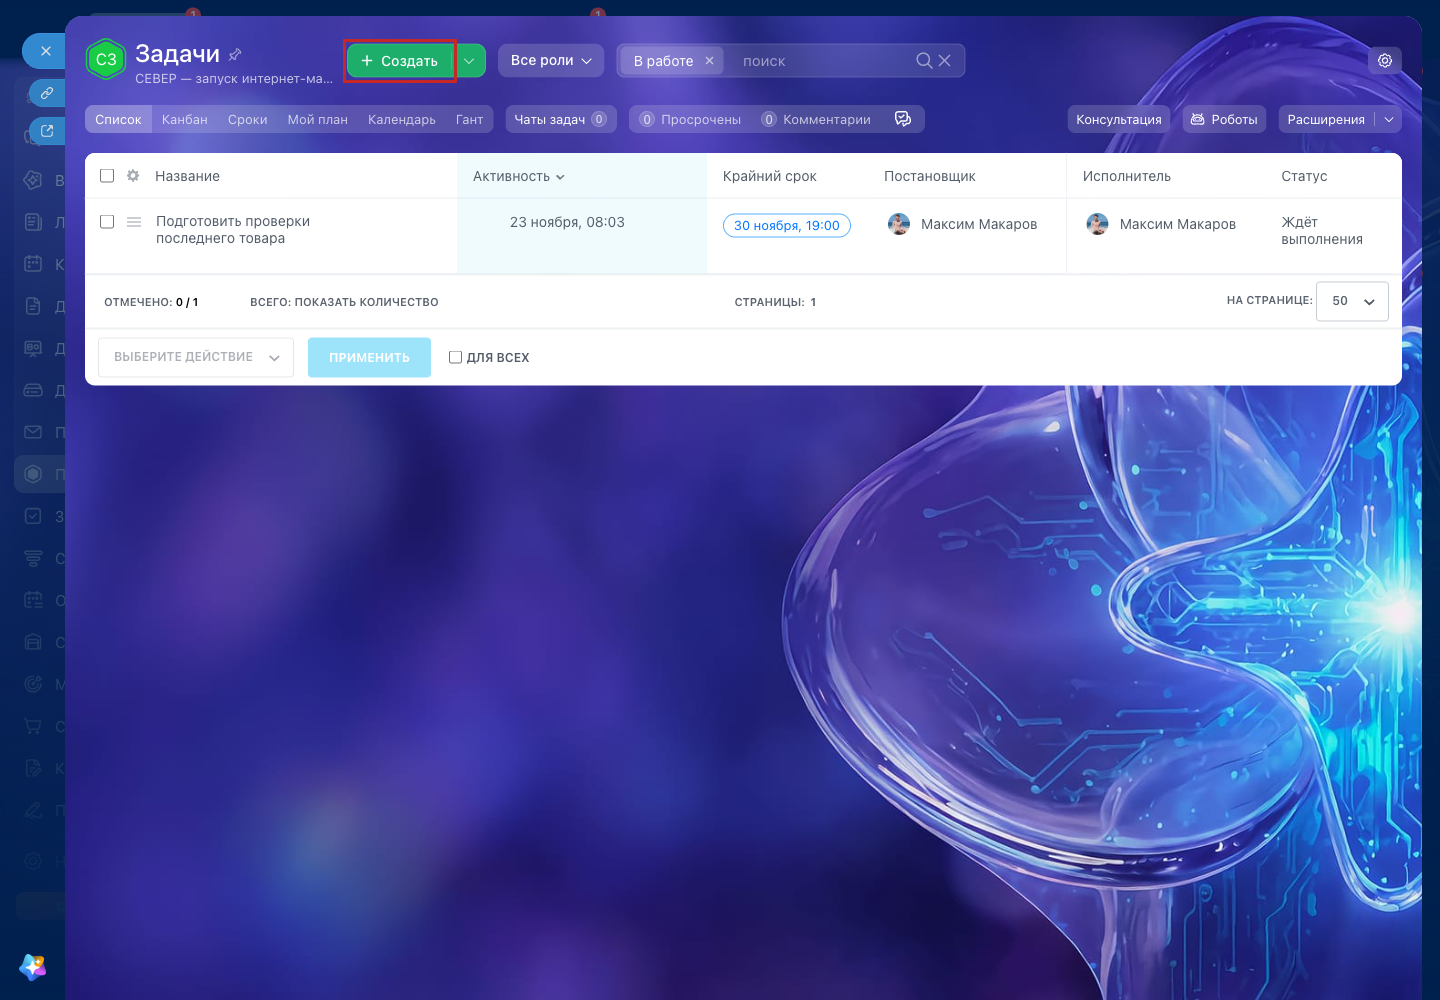 1
1
СЗ
Задачи
СЕВЕР — запуск интернет-ма...
+ Создать
Все роли
В работе
поиск
Список
Канбан
Сроки
Мой план
Календарь
Гант
Чаты задач 0
0 Просрочены
0 Комментарии
Консультация
Роботы
Расширения
Название
Активность
Крайний срок
Постановщик
Исполнитель
Статус
Подготовить проверки
последнего товара
23 ноября, 08:03
30 ноября, 19:00
Максим Макаров
Максим Макаров
Ждёт
выполнения
ОТМЕЧЕНО: 0 / 1
ВСЕГО: ПОКАЗАТЬ КОЛИЧЕСТВО
СТРАНИЦЫ: 1
НА СТРАНИЦЕ: 50
ВЫБЕРИТЕ ДЕЙСТВИЕ
ПРИМЕНИТЬ
ДЛЯ ВСЕХ